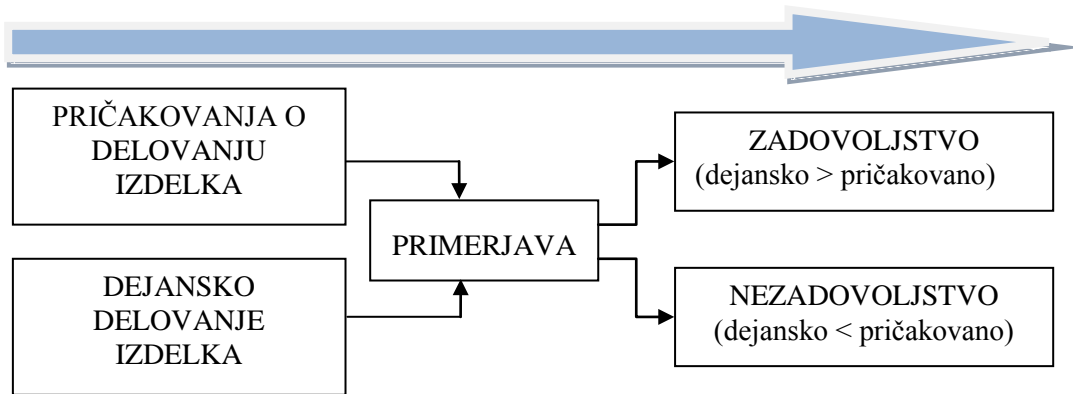 PRIČAKOVANJA O
DELOVANJU
IZDELKA
DEJANSKO
DELOVANJE
IZDELKA
PRIMERJAVA
ZADOVOLJSTVO
(dejansko > pričakovano)
NEZADOVOLJSTVO
(dejansko < pričakovano)